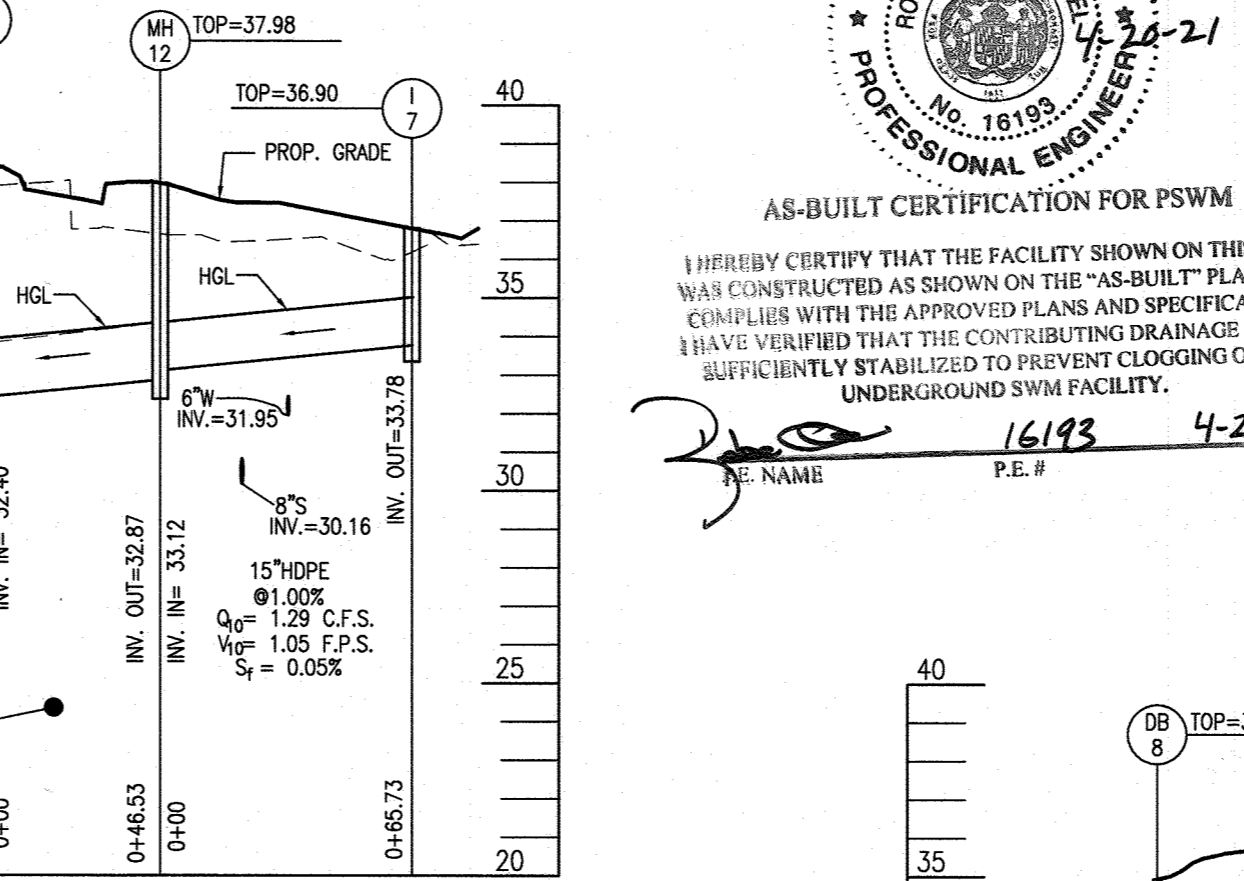 MH
12
TOP=37.98
TOP=36.90
I
7
PROP. GRADE
HGL
HGL
6"W
INV.=31.95
8"S
INV.=30.16
15"HDPE
@1.00%
Q10= 1.29 C.F.S.
V10= 1.05 F.P.S.
Sf = 0.05%
INV. OUT=32.87
INV. IN= 33.12
INV. OUT=33.78
0+00
0+46.53
0+00
0+65.73
40
35
30
25
20
4-20-21
No. 16193
PROFESSIONAL ENGINEER
AS-BUILT CERTIFICATION FOR PSWM
I HEREBY CERTIFY THAT THE FACILITY SHOWN ON
WAS CONSTRUCTED AS SHOWN ON THE "AS-BUILT"
COMPLIES WITH THE APPROVED PLANS AND
I HAVE VERIFIED THAT THE CONTRIBUTING DRAINAGE
SUFFICIENTLY STABILIZED TO PREVENT CLOGGING
UNDERGROUND SWM FACILITY.
16193
P.E. NAME
P.E. #
40
35
DB
8
TOP=